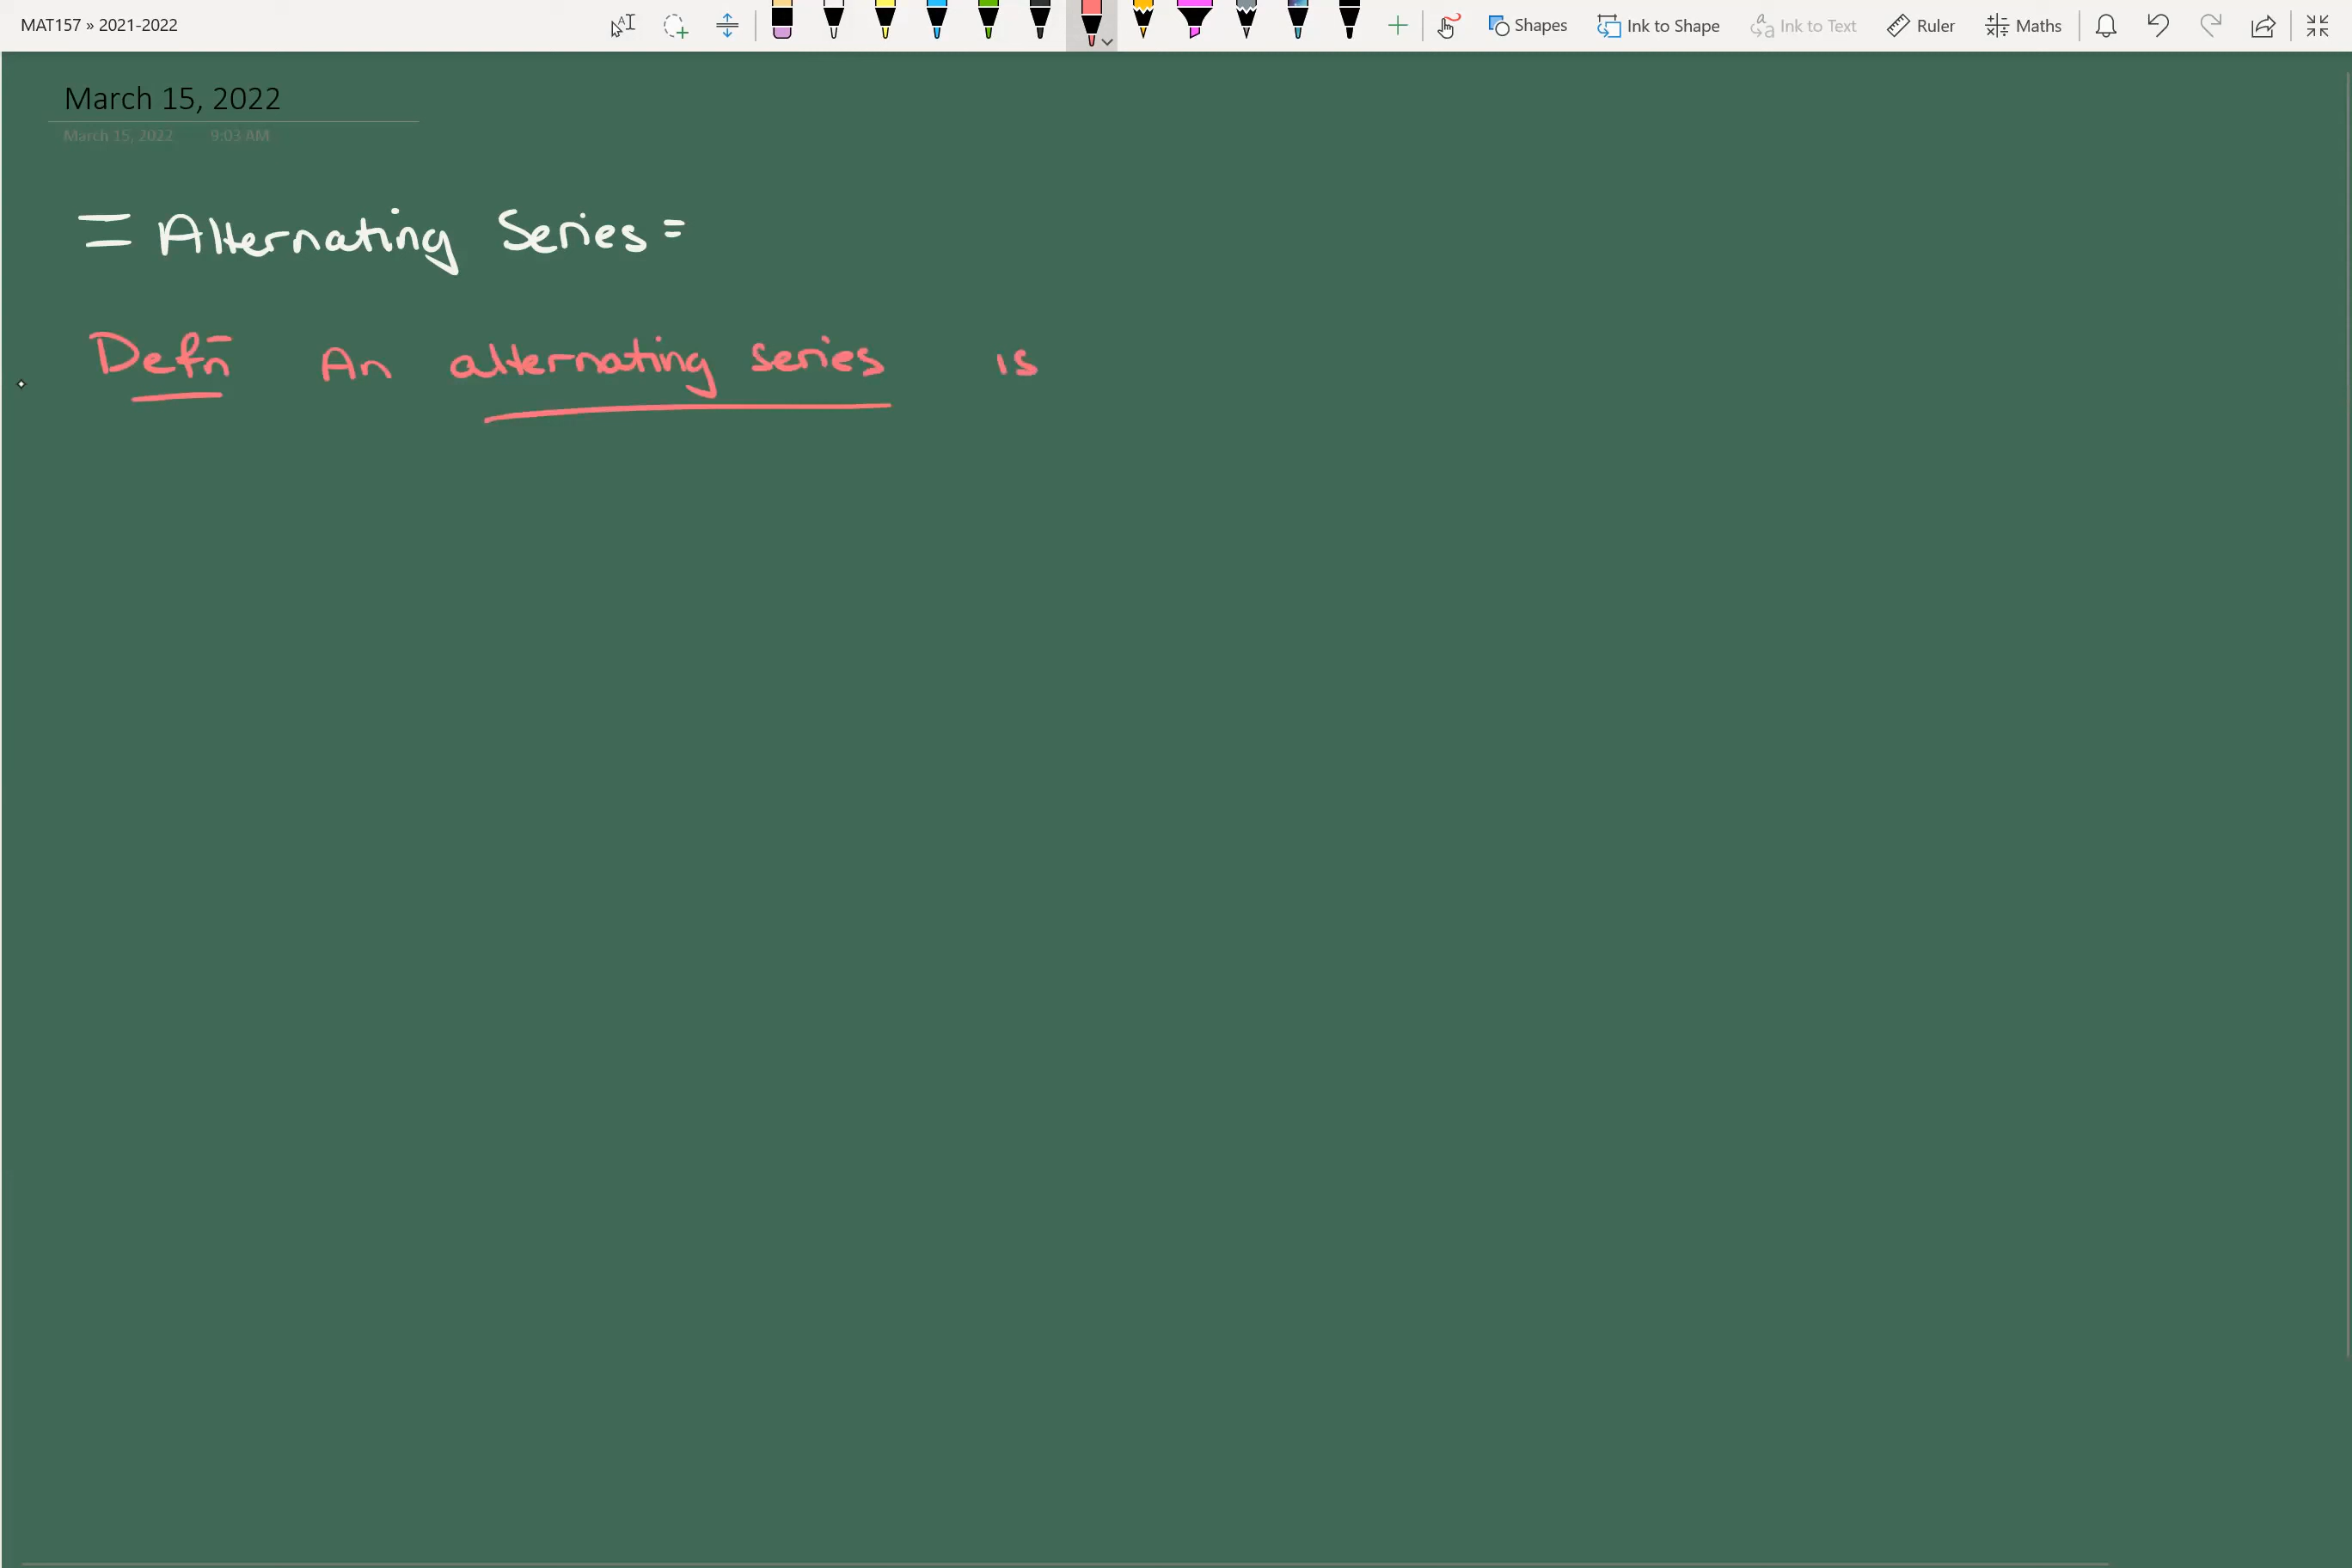 MAT157 » 2021-2022
Shapes
Ink to Shape
Ink to Text
Ruler
Maths
March 15, 2022
March 15, 2022 9:03 AM
= Alternating Series =
Defn̄ An alternating series is